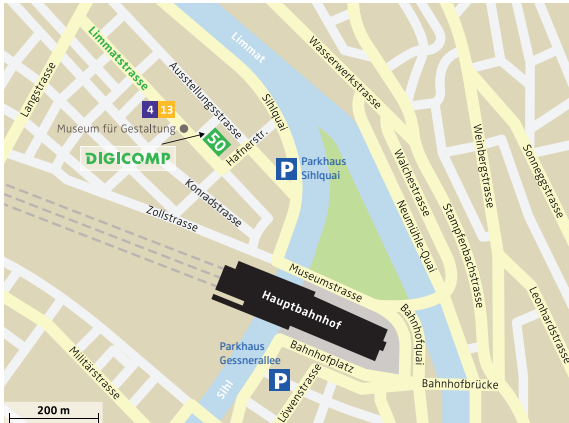 Limmat
Wasserwerkstrasse
Limmatstrasse
Langstrasse
Ausstellungsstrasse
Sihlquai
4 13
Museum für Gestaltung
50
Hafnerstr.
DIGICOMP
P Parkhaus
Sihlquai
Weinbergstrasse
Sonneggstrasse
Walchestrasse
Neumühle-Quai
Stampfenbachstrasse
Konradstrasse
Zollstrasse
Museumstrasse
Hauptbahnhof
Bahnhofquai
Leonhardstrasse
Parkhaus
Gessnerallee
P
Bahnhofplatz
Bahnhofbrücke
Militärstrasse
Sihl
Löwenstrasse
200 m